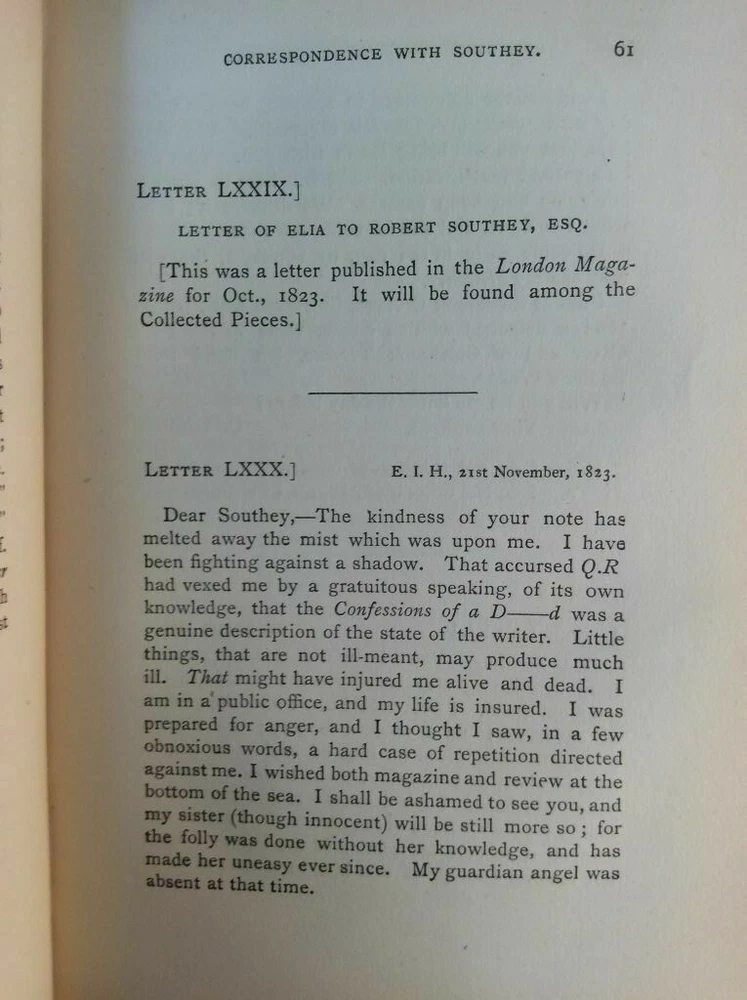 CORRESPONDENCE WITH SOUTHEY. 61
LETTER LXXIX.]
LETTER OF ELIA TO ROBERT SOUTHEY, ESQ.
[This was a letter published in the London Maga-
zine for Oct., 1823. It will be found among the
Collected Pieces.]
LETTER LXXX.] E. I. H., 21st November, 1823.
Dear Southey,—The kindness of your note has
melted away the mist which was upon me. I have
been fighting against a shadow. That accursed Q.R
had vexed me by a gratuitous speaking, of its own
knowledge, that the Confessions of a D——d was a
genuine description of the state of the writer. Little
things, that are not ill-meant, may produce much
ill. That might have injured me alive and dead. I
am in a public office, and my life is insured. I was
prepared for anger, and I thought I saw, in a few
obnoxious words, a hard case of repetition directed
against me. I wished both magazine and review at the
bottom of the sea. I shall be ashamed to see you, and
my sister (though innocent) will be still more so; for
the folly was done without her knowledge, and has
made her uneasy ever since. My guardian angel was
absent at that time.